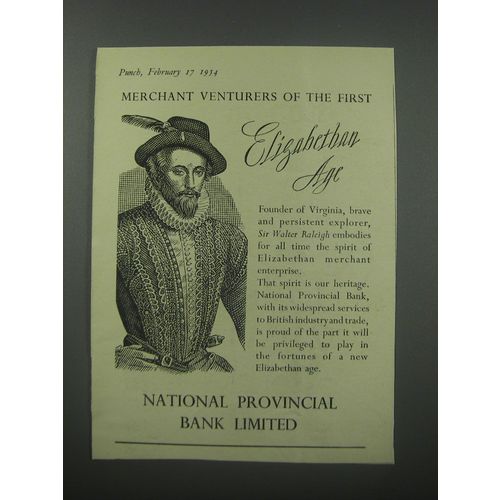 Punch, February 17 1954
MERCHANT VENTURERS OF THE FIRST
Elizabethan
Age
Founder of Virginia, brave
and persistent explorer,
Sir Walter Raleigh embodies
for all time the spirit of
Elizabethan merchant
enterprise.
That spirit is our heritage.
National Provincial Bank,
with its widespread services
to British industry and trade,
is proud of the part it will
be privileged to play in
the fortunes of a new
Elizabethan age.
NATIONAL PROVINCIAL
BANK LIMITED